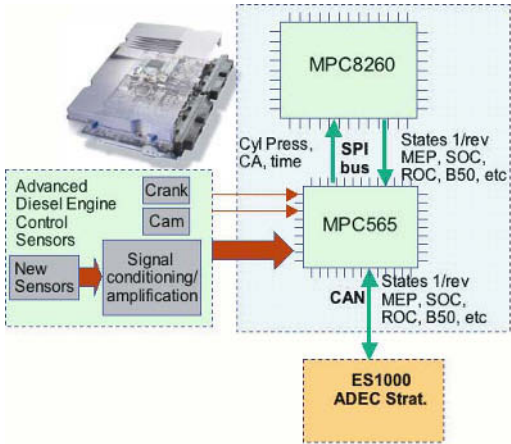 MPC8260
Cyl Press,
CA, time
SPI
bus
States 1/rev
MEP, SOC,
ROC, B50, etc
Advanced
Diesel Engine
Control
Sensors
Crank
Cam
New
Sensors
Signal
conditioning/
amplification
MPC565
CAN
States 1/rev
MEP, SOC,
ROC, B50, etc
ES1000
ADEC Strat.